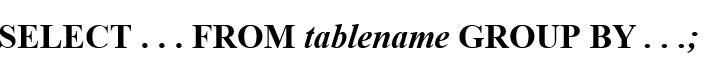 SELECT . . . FROM tablename GROUP BY . . .;